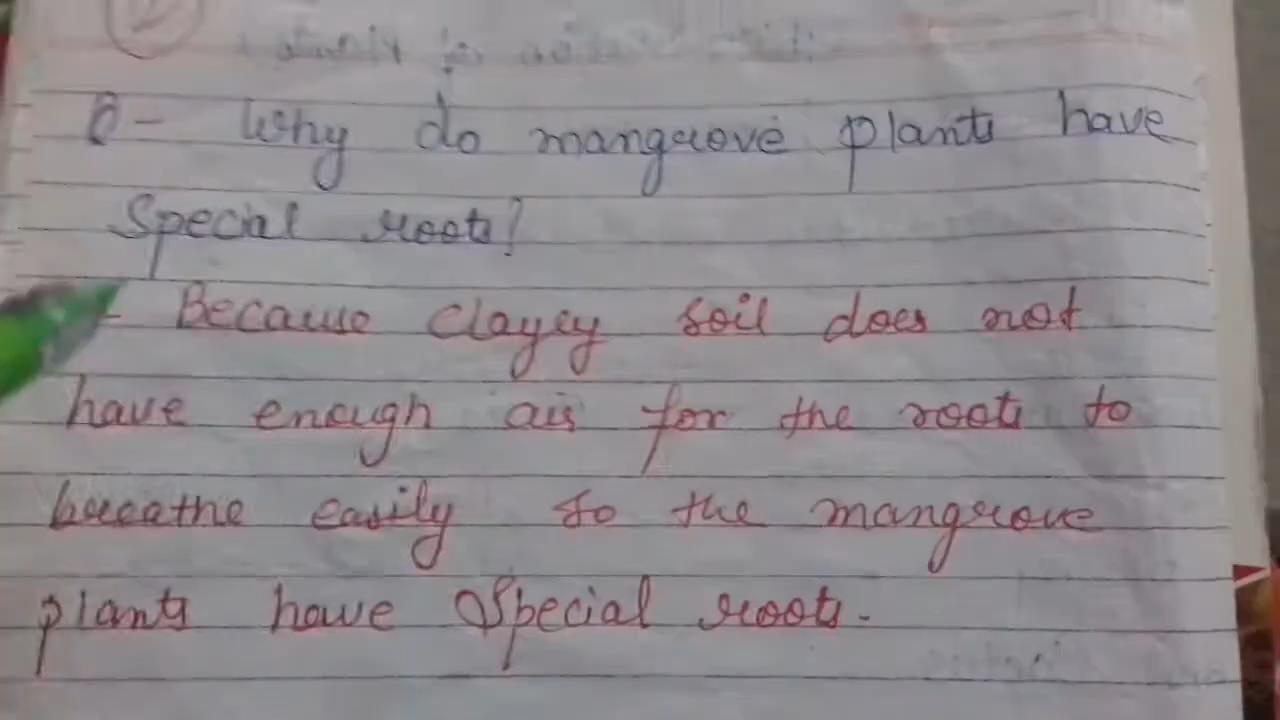 Q- Why do mangrove plants have
Special roots?
- Because clayey soil does not
have enough air for the roots to
breathe easily so the mangrove
plants have Special roots.